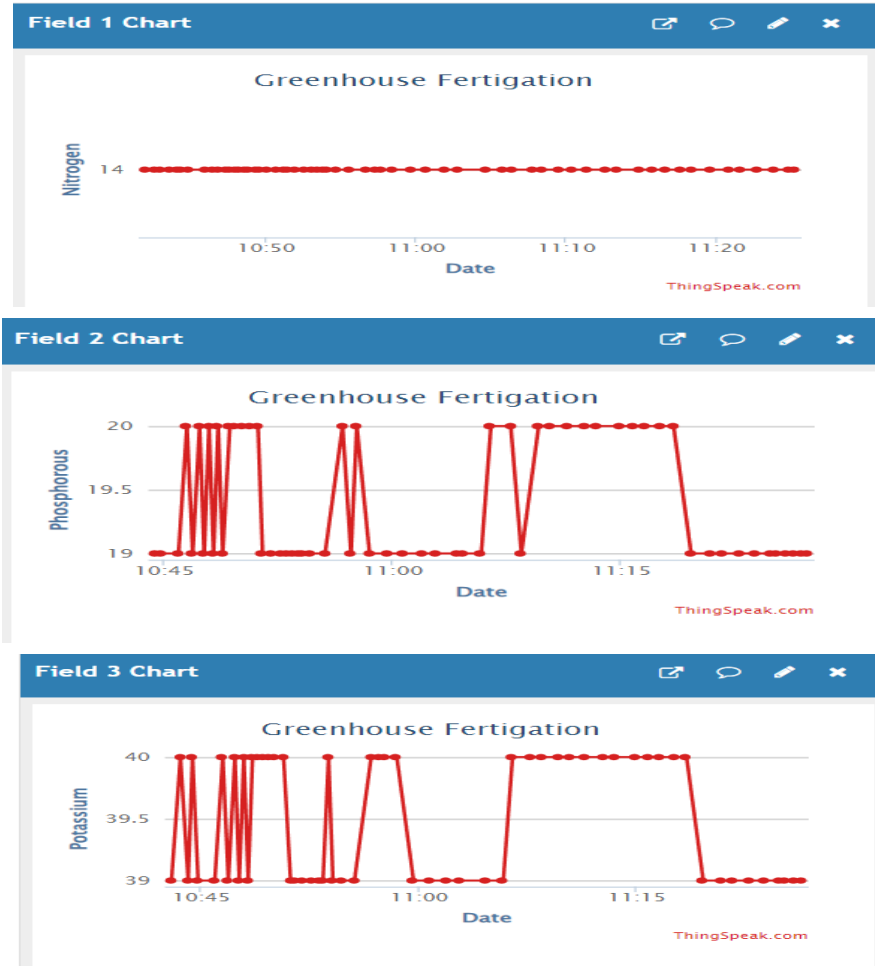 Field 1 Chart
Greenhouse Fertigation
Nitrogen
14
10:50 11:00 11:10 11:20
Date
ThingSpeak.com
Field 2 Chart
Greenhouse Fertigation
Phosphorous
20
19.5
19
10:45 11:00 11:15
Date
ThingSpeak.com
Field 3 Chart
Greenhouse Fertigation
Potassium
40
39.5
39
10:45 11:00 11:15
Date
ThingSpeak.com